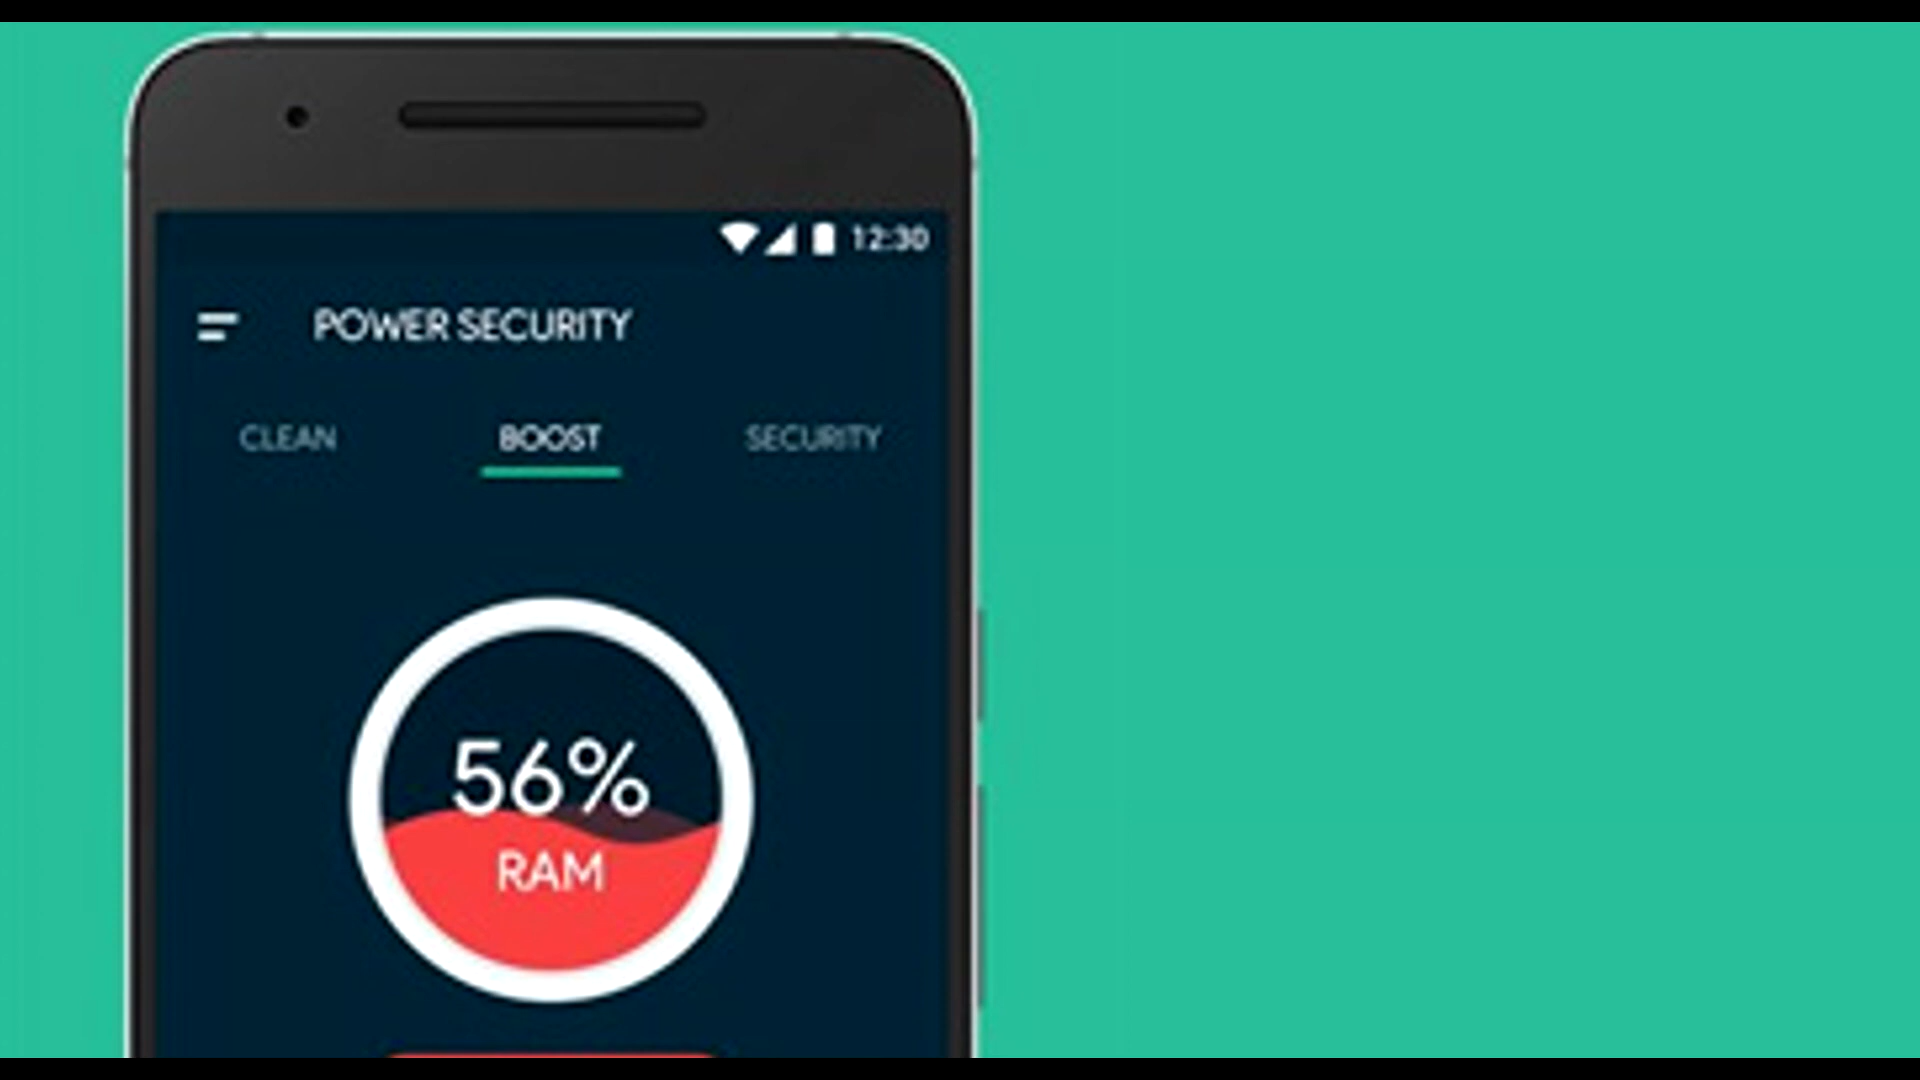 12:30
POWER SECURITY
CLEAN BOOST SECURITY
56%
RAM